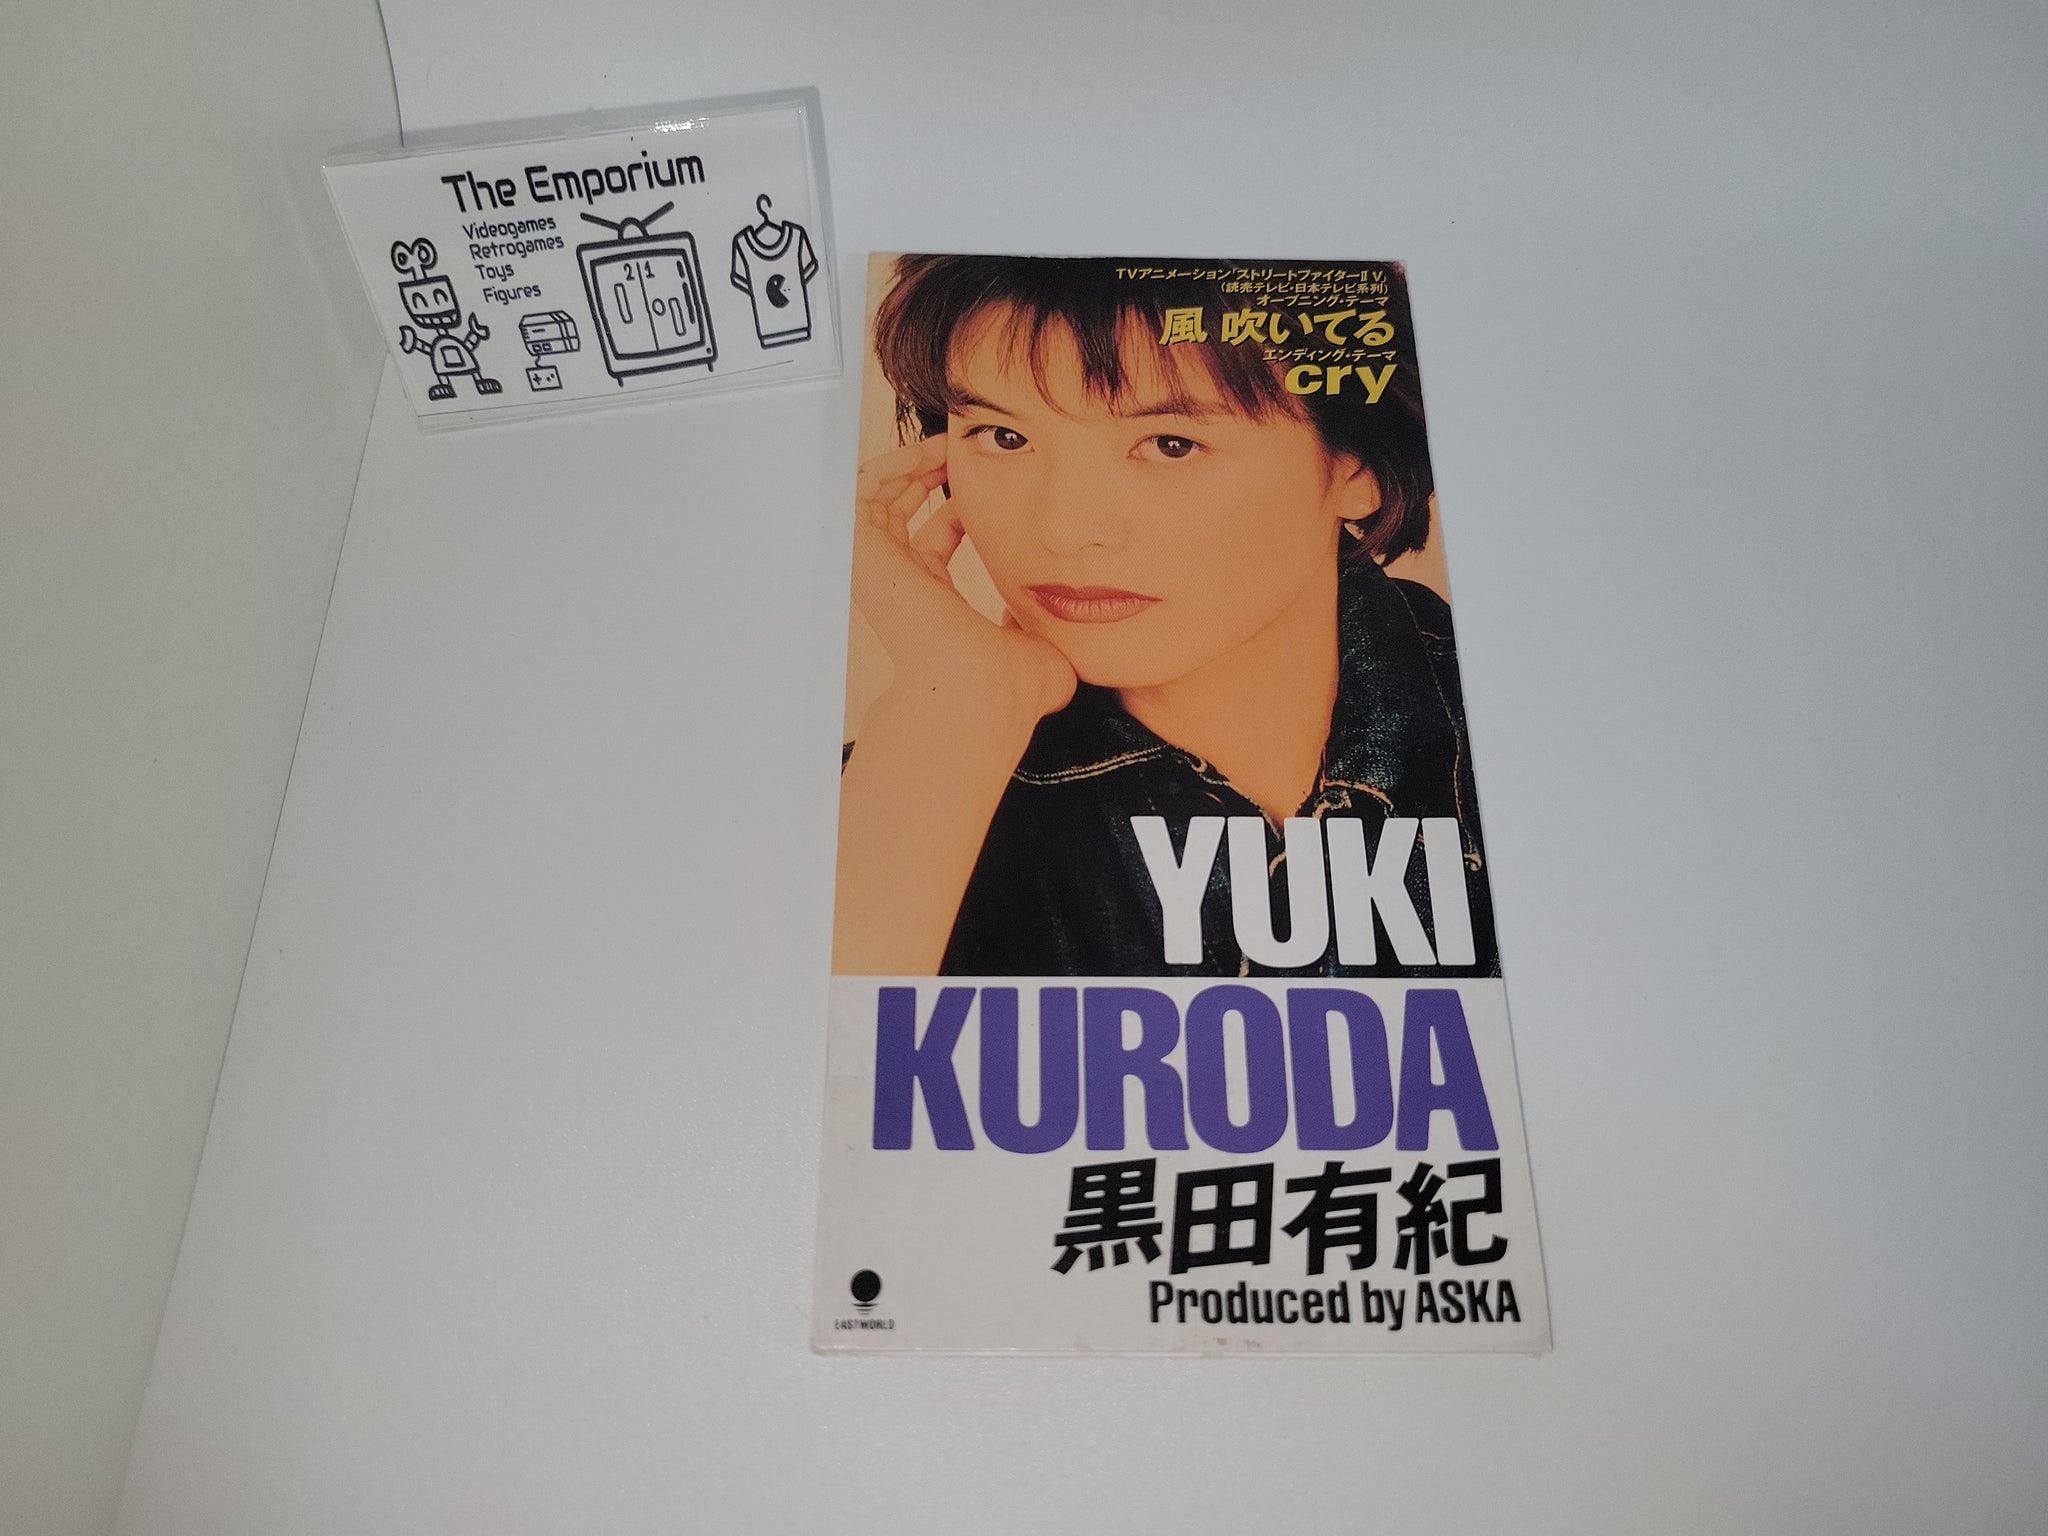 The Emporium
Videogames
Retrogames
Toys
Figures
21
TVアニメーション「ストリートファイターII V」
(読売テレビ・日本テレビ系列)
オープニング・テーマ
風 吹いてる
エンディング・テーマ
cry
YUKI
KURODA
黒田有紀
Produced by ASKA
EASTWORLD